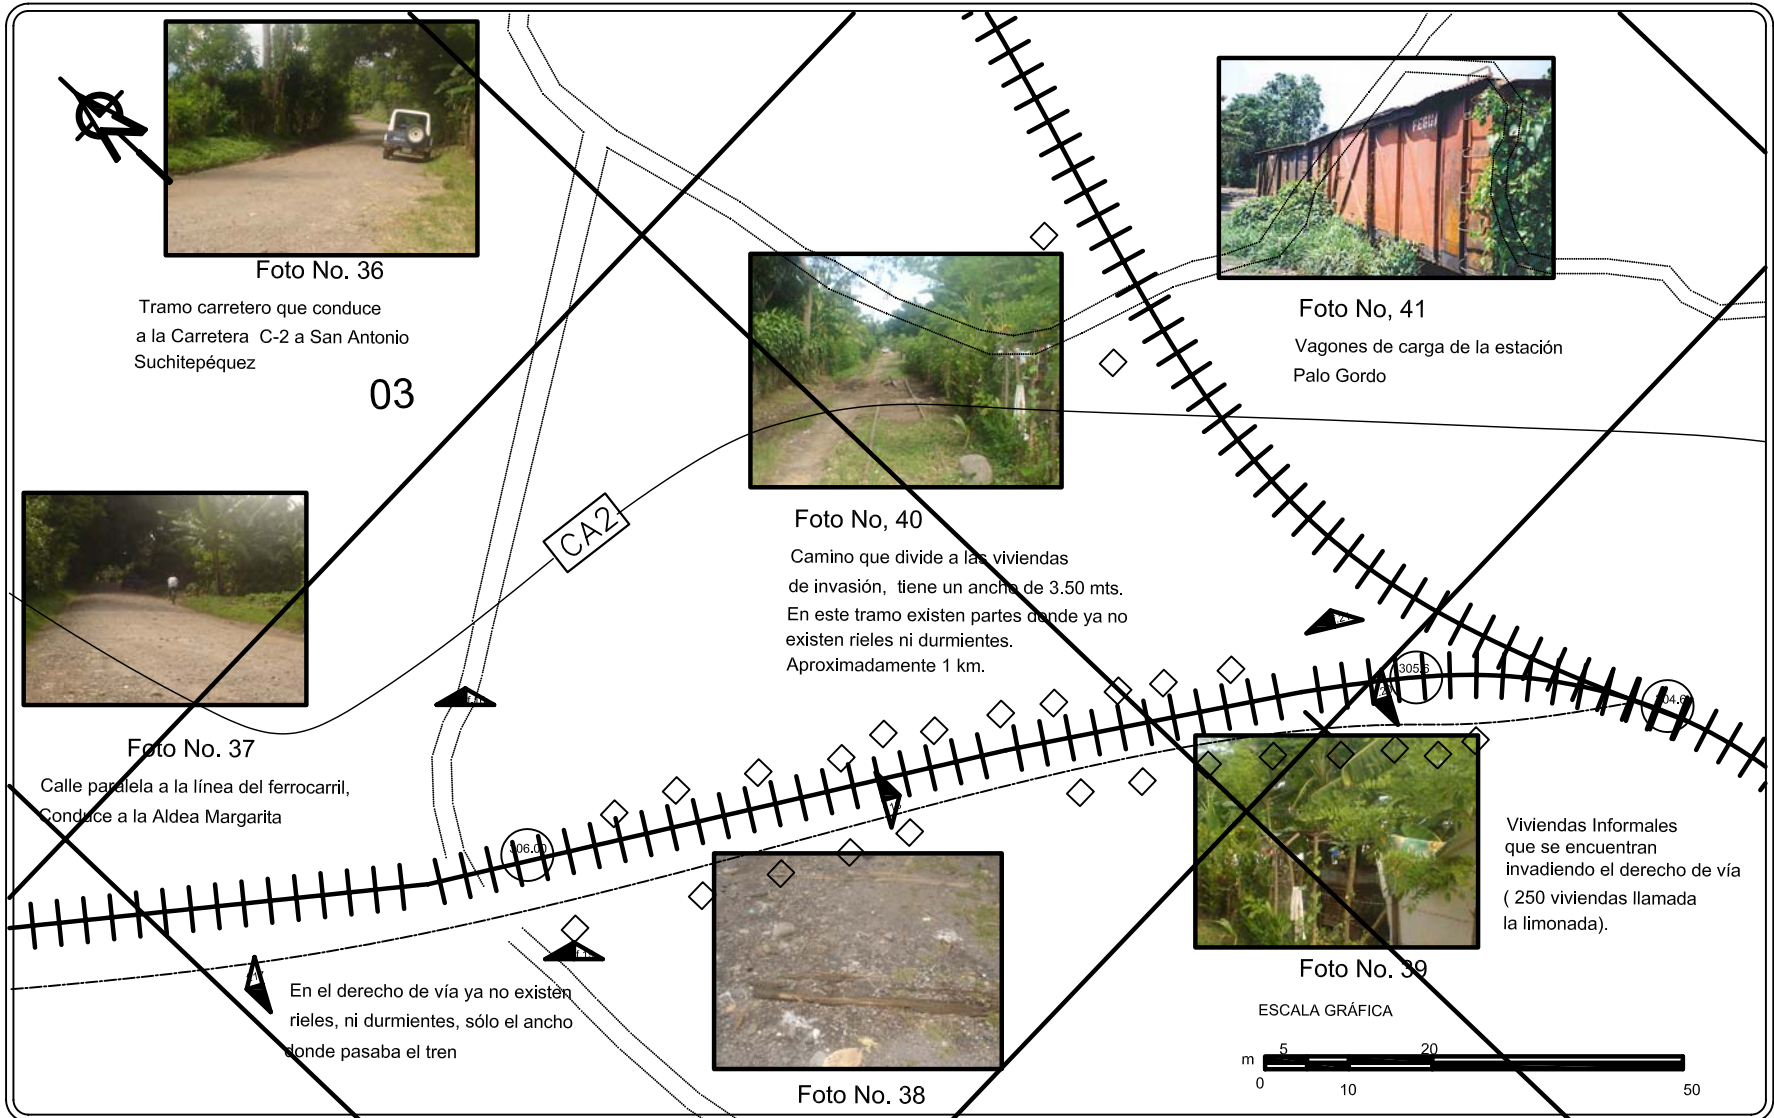 Foto No. 36
Tramo carretero que conduce
a la Carretera C-2 a San Antonio
Suchitepéquez
03
FEGUA
Foto No, 41
Vagones de carga de la estación
Palo Gordo
CA2
Foto No, 40
Camino que divide a las viviendas
de invasión, tiene un ancho de 3.50 mts.
En este tramo existen partes donde ya no
existen rieles ni durmientes.
Aproximadamente 1 km.
305.6
304.6
Foto No. 37
Calle paralela a la línea del ferrocarril,
Conduce a la Aldea Margarita
306.00
Viviendas Informales
que se encuentran
invadiendo el derecho de vía
( 250 viviendas llamada
la limonada).
Foto No. 39
En el derecho de vía ya no existen
rieles, ni durmientes, sólo el ancho
donde pasaba el tren
Foto No. 38
ESCALA GRÁFICA
5 20
m
0 10 50